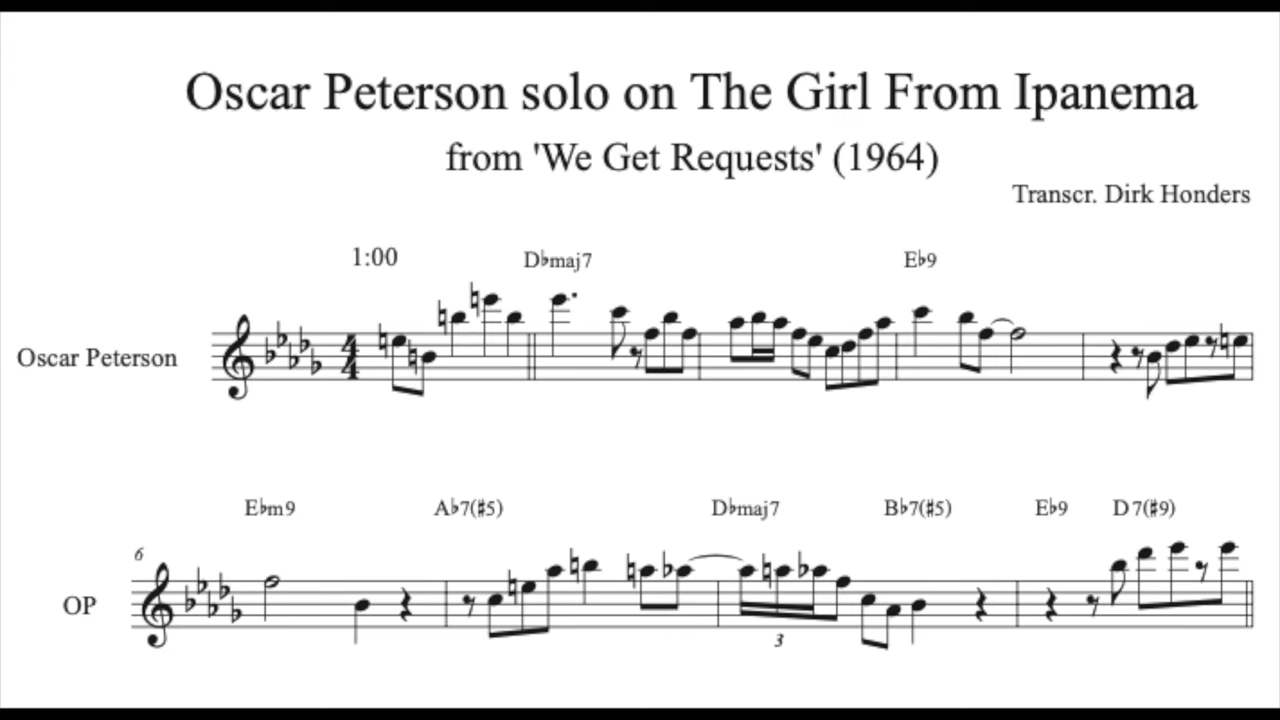 Oscar Peterson solo on The Girl From Ipanema
from 'We Get Requests' (1964)
Transcr. Dirk Honders
1:00 D♭maj7 E♭9
Oscar Peterson
E♭m9 A♭7(♯5) D♭maj7 B♭7(♯5) E♭9 D7(♯9)
6
OP
3